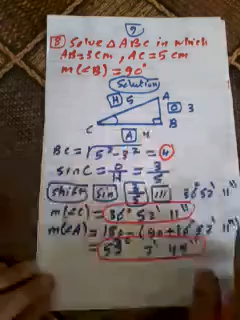 9
8 Solve △ABC in which
AB=3cm, AC=5cm
m(∠B)=90°
Solution
H 5 A
O 3
C A 4 B
BC=√5²-3² = 4
sin C = O/H = 3/5
Shift sin 3/5 36° 52' 11"
m(∠C)= 36° 52' 11"
m(∠A)= 180 - (90+36° 52' 11")
= 53° 7' 49"